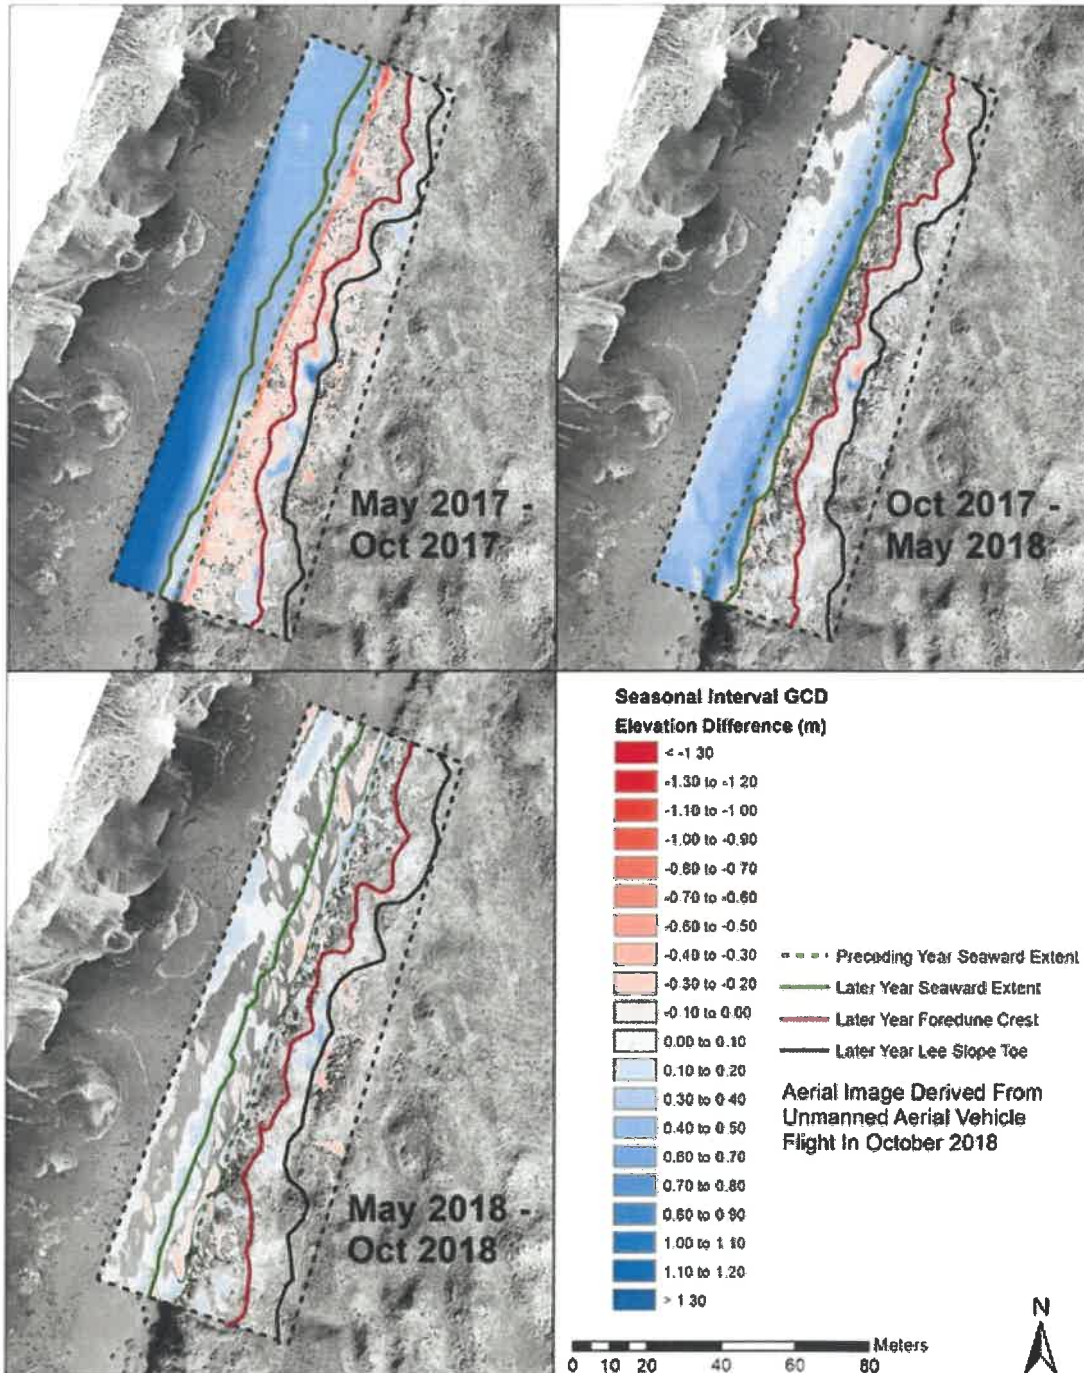 May 2017 -
Oct 2017
Oct 2017 -
May 2018
May 2018 -
Oct 2018
Seasonal Interval GCD
Elevation Difference (m)
< -1 30
-1.30 to -1 20
-1.10 to -1 00
-1.00 to -0.90
-0.80 to -0.70
-0.70 to -0.60
-0.60 to -0.50
-0.40 to -0.30
-0.30 to -0.20
-0.10 to 0.00
0.00 to 0.10
0.10 to 0.20
0.30 to 0.40
0.40 to 0.50
0.60 to 0.70
0.70 to 0.80
0.80 to 0.90
1.00 to 1.10
1.10 to 1.20
> 1 30
Preceding Year Seaward Extent
Later Year Seaward Extent
Later Year Foredune Crest
Later Year Lee Slope Toe
Aerial Image Derived From
Unmanned Aerial Vehicle
Flight In October 2018
N
Meters
0 10 20 40 60 80